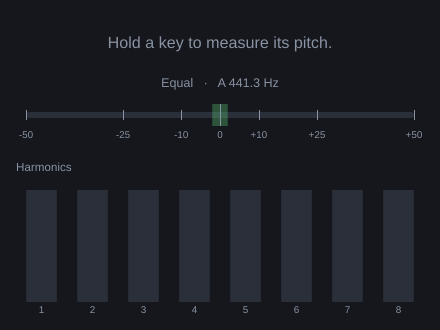 Hold a key to measure its pitch.
Equal · A 441.3 Hz
-50 -25 -10 0 +10 +25 +50
Harmonics
1 2 3 4 5 6 7 8